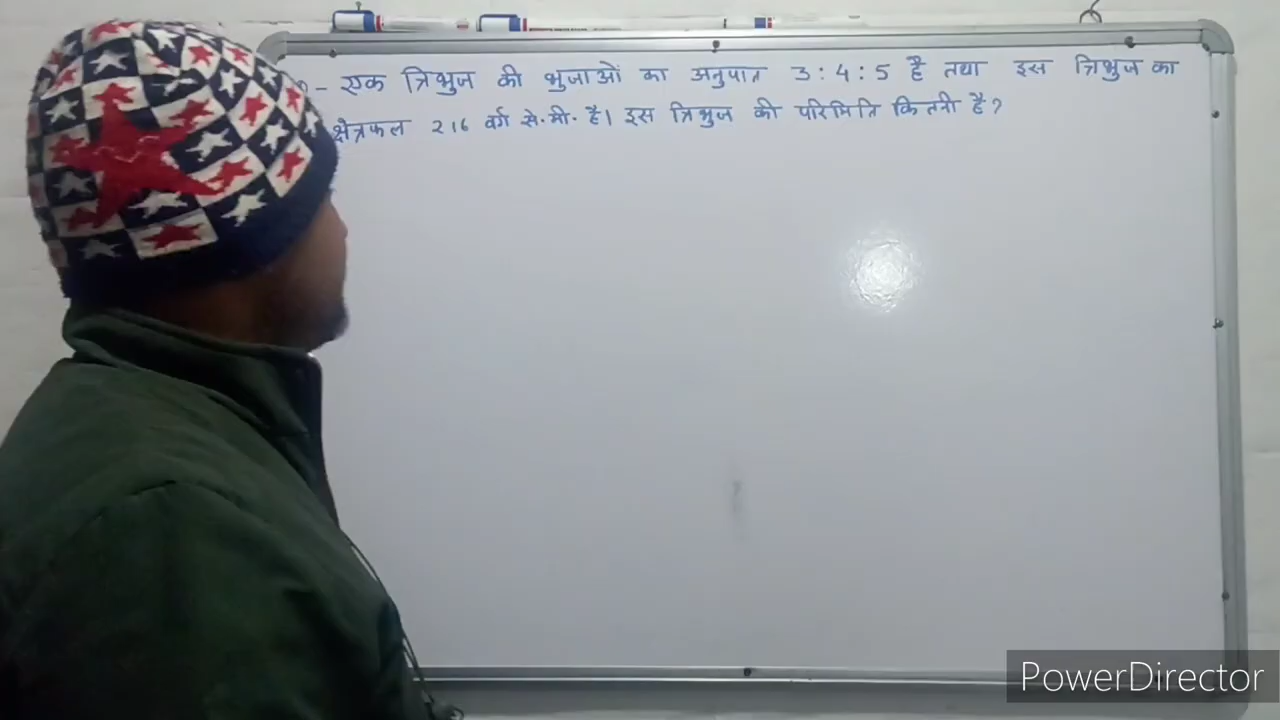 - एक त्रिभुज की भुजाओं का अनुपात 3 : 4 : 5 है तथा इस त्रिभुज का
क्षेत्रफल 216 वर्ग से.मी. है। इस त्रिभुज की परिमिति कितनी है?
PowerDirector